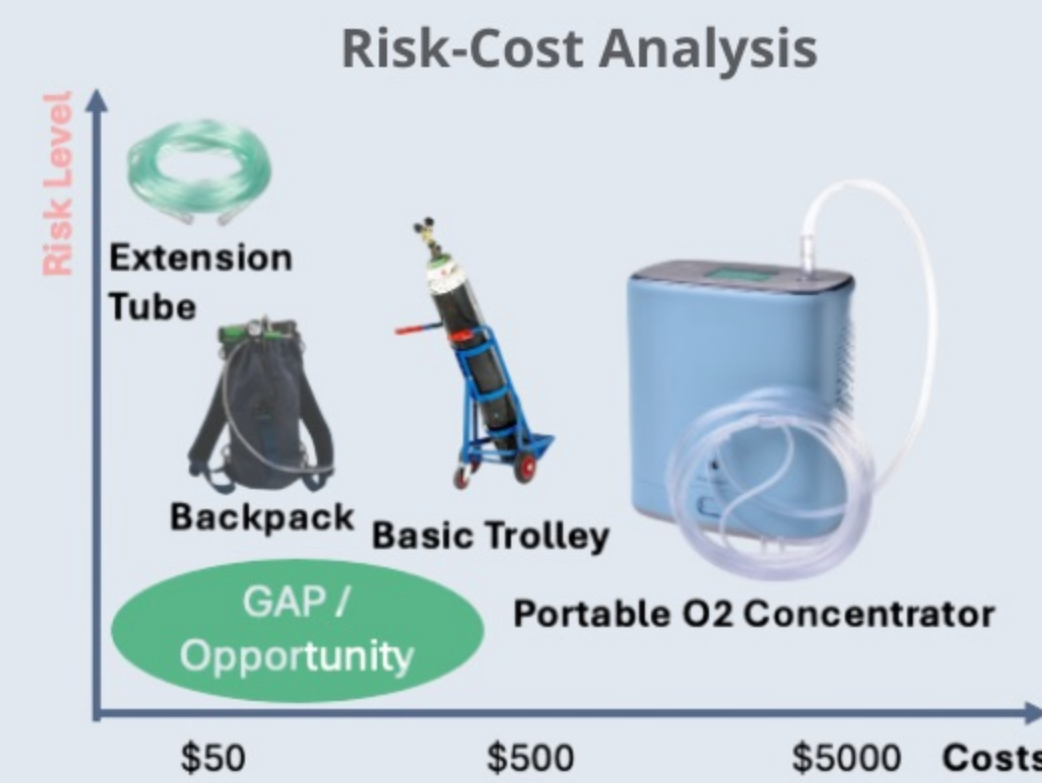 Risk-Cost Analysis
Risk Level
Extension
Tube
Backpack
Basic Trolley
GAP /
Opportunity
Portable O2 Concentrator
$50
$500
$5000
Costs